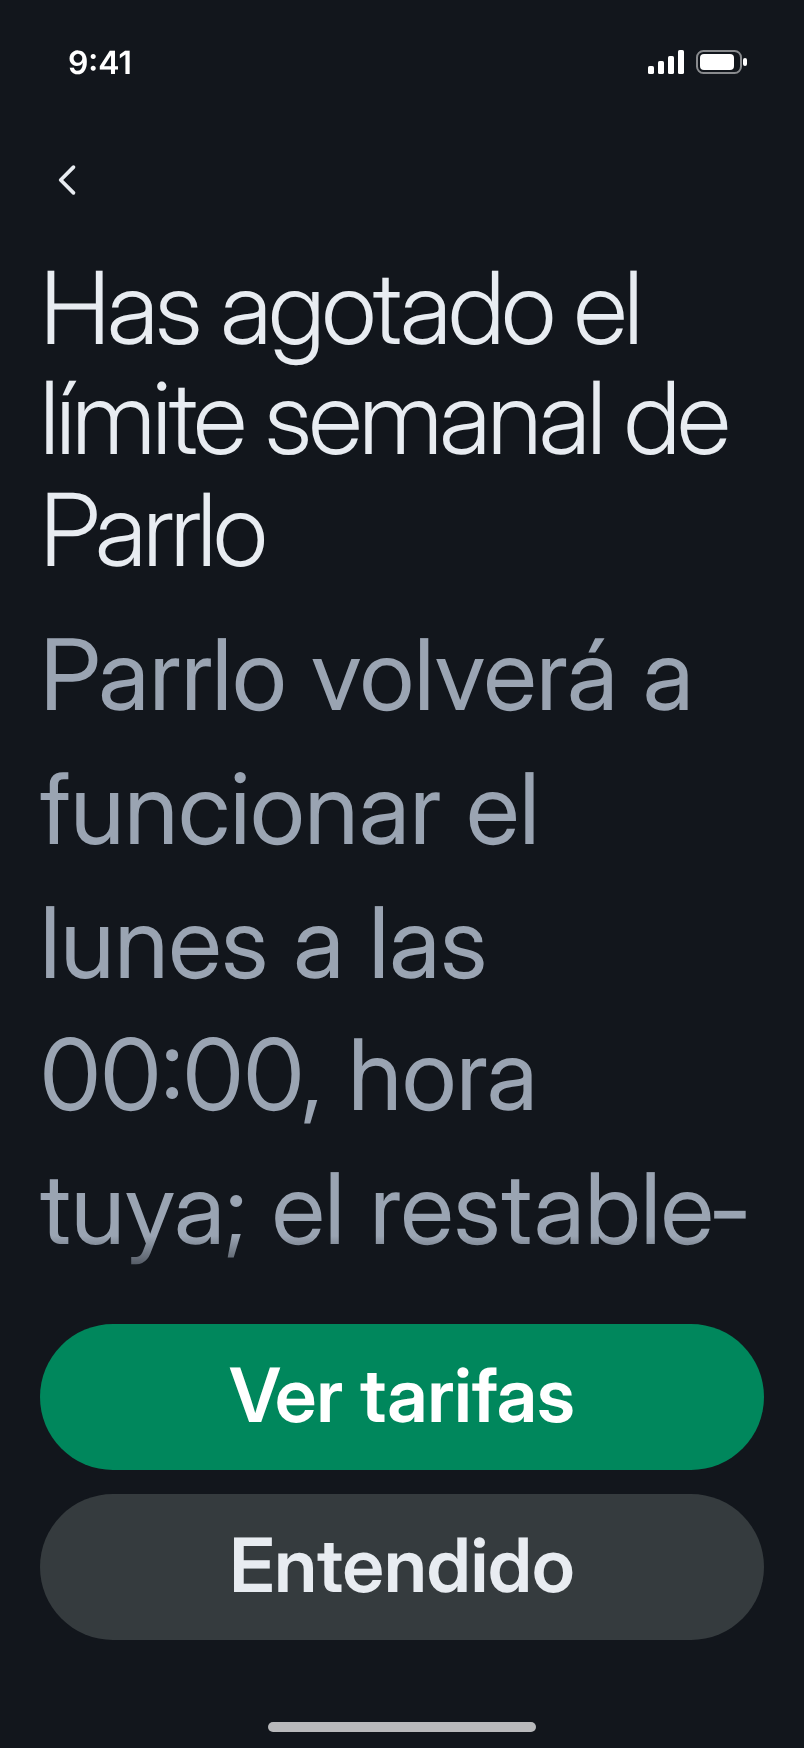 9:41
Has agotado el
límite semanal de
Parrlo
Parrlo volverá a
funcionar el
lunes a las
00:00, hora
tuya; el restable-
Ver tarifas
Entendido